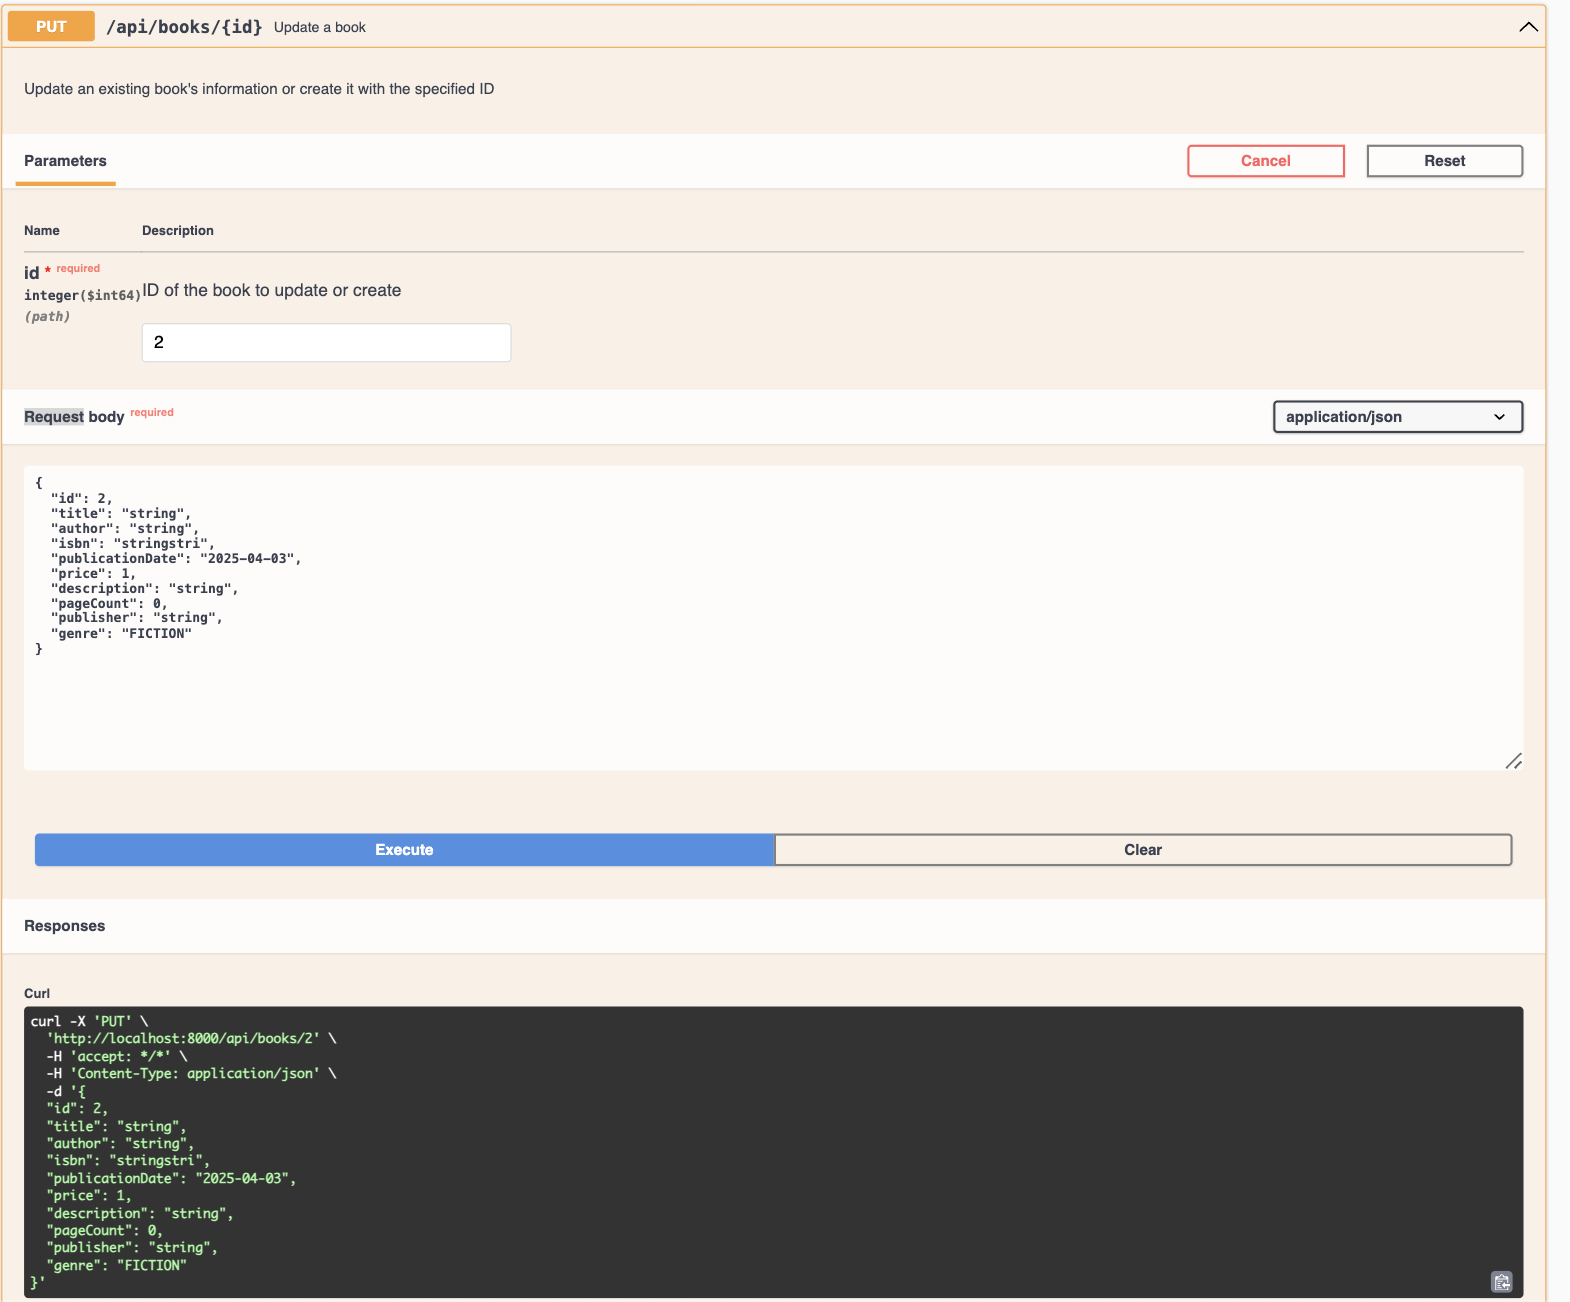 PUT /api/books/{id} Update a book
Update an existing book's information or create it with the specified ID
Parameters Cancel Reset
Name Description
id * required
integer($int64)
(path)
ID of the book to update or create
2
Request body required application/json
{
  "id": 2,
  "title": "string",
  "author": "string",
  "isbn": "stringstri",
  "publicationDate": "2025-04-03",
  "price": 1,
  "description": "string",
  "pageCount": 0,
  "publisher": "string",
  "genre": "FICTION"
}
Execute Clear
Responses
Curl
curl -X 'PUT' \
  'http://localhost:8000/api/books/2' \
  -H 'accept: */*' \
  -H 'Content-Type: application/json' \
  -d '{
  "id": 2,
  "title": "string",
  "author": "string",
  "isbn": "stringstri",
  "publicationDate": "2025-04-03",
  "price": 1,
  "description": "string",
  "pageCount": 0,
  "publisher": "string",
  "genre": "FICTION"
}'